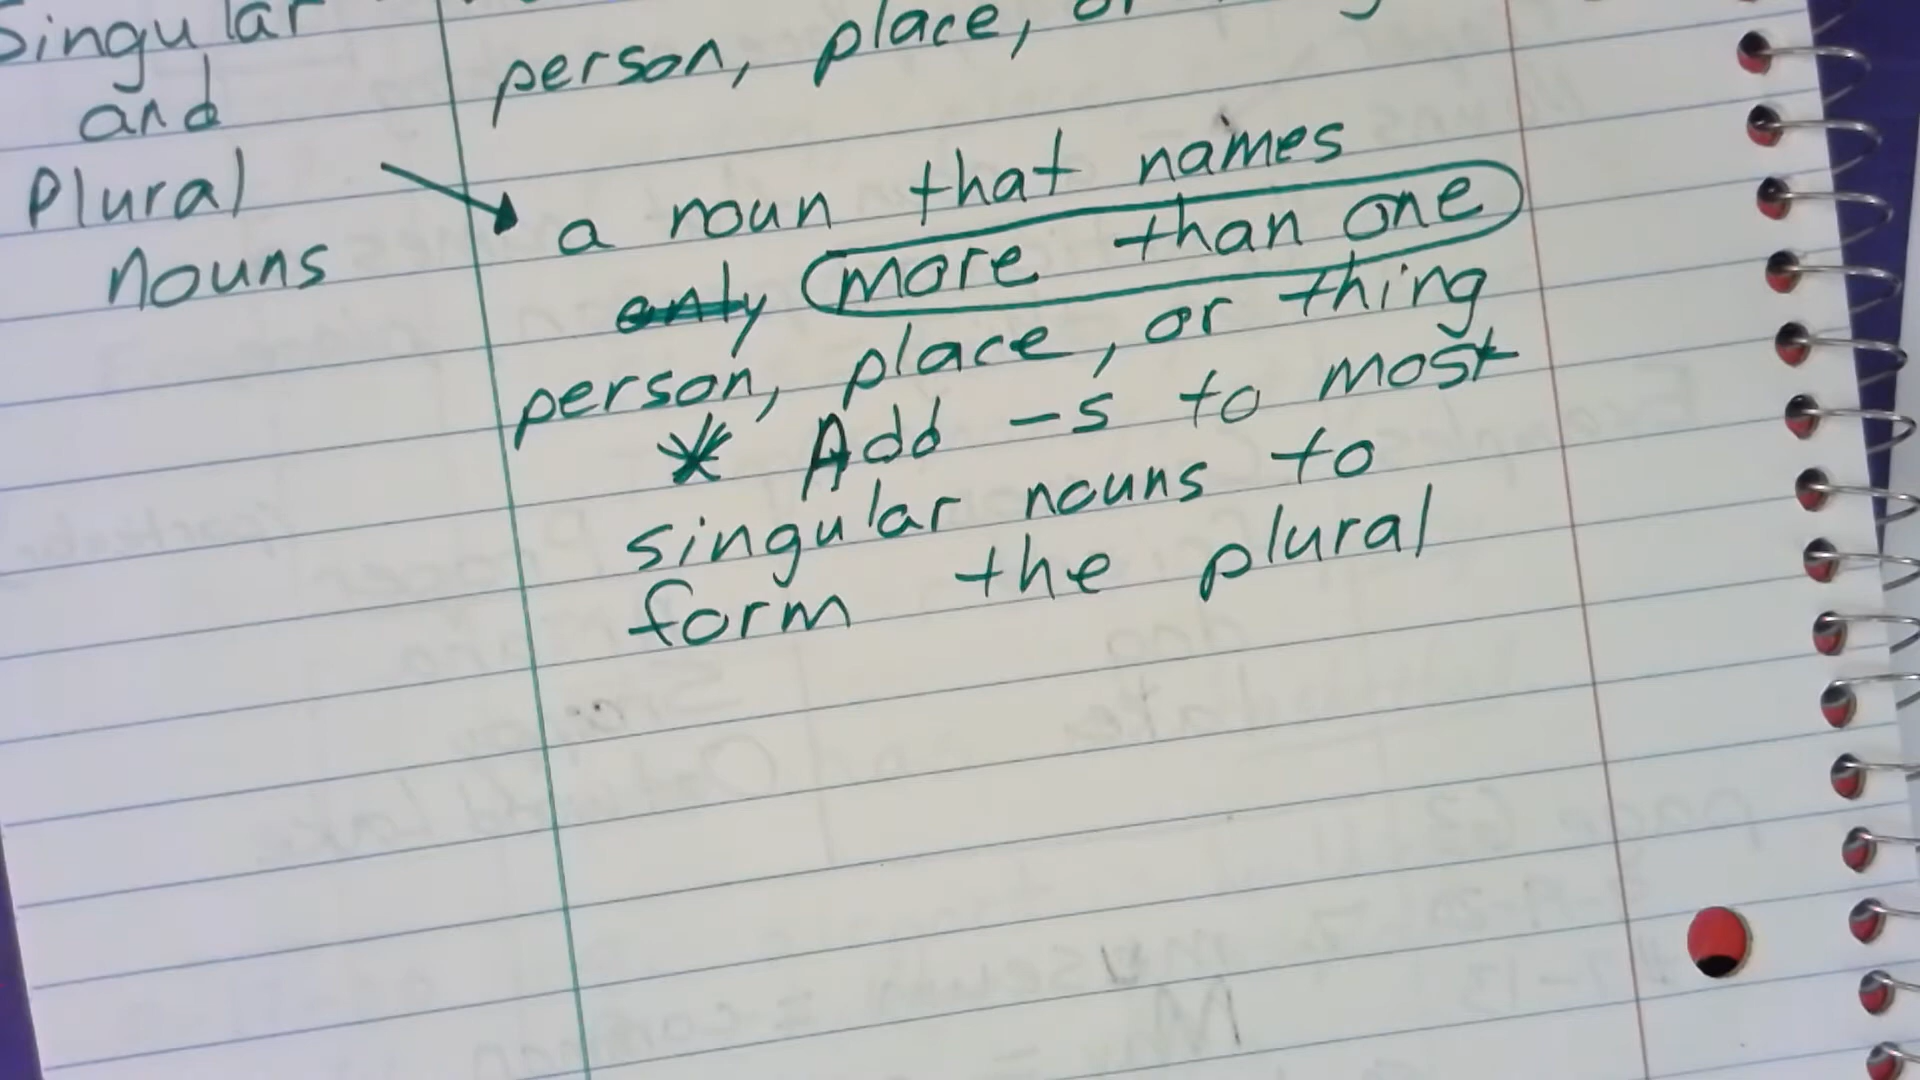 Singular
and
Plural
nouns
person, place,
a noun that names
only more than one
person, place, or thing
* Add -s to most
singular nouns to
form the plural